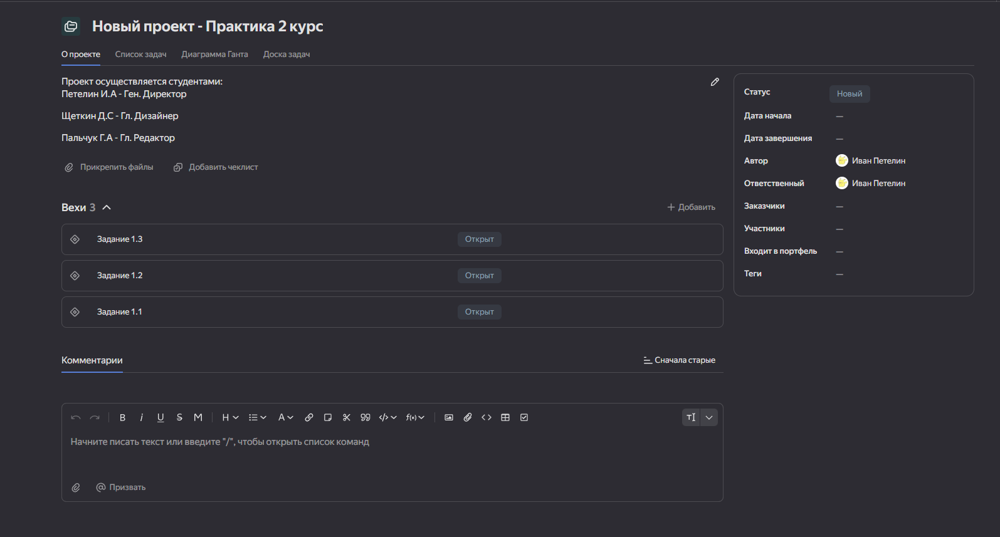 Новый проект - Практика 2 курс
О проекте Список задач Диаграмма Ганта Доска задач
Проект осуществляется студентами:
Петелин И.А - Ген. Директор
Щеткин Д.С - Гл. Дизайнер
Пальчук Г.А - Гл. Редактор
Прикрепить файлы Добавить чеклист
Вехи 3
+ Добавить
Задание 1.3 Открыт
Задание 1.2 Открыт
Задание 1.1 Открыт
Комментарии Сначала старые
B i U S M H A f(x) T
Начните писать текст или введите "/", чтобы открыть список команд
@ Призвать
Статус Новый
Дата начала —
Дата завершения —
Автор Иван Петелин
Ответственный Иван Петелин
Заказчики —
Участники —
Входит в портфель —
Теги —